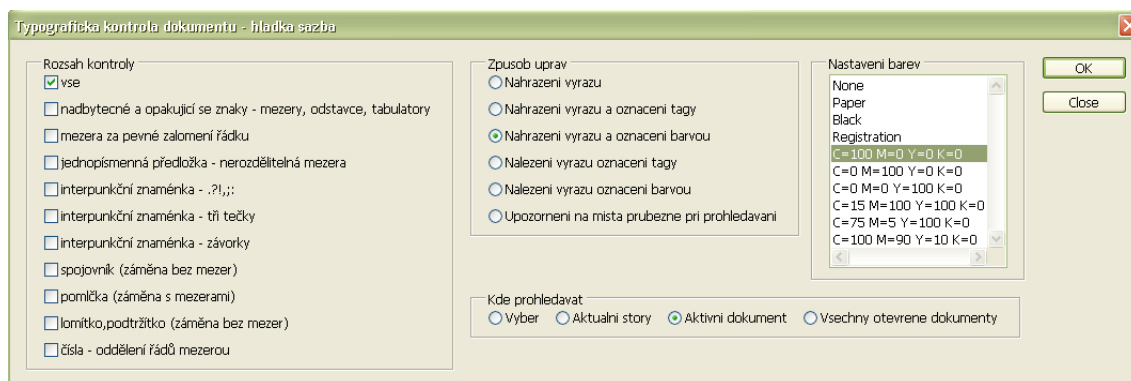 Typograficka kontrola dokumentu - hladka sazba
Rozsah kontroly
vse
nadbytecné a opakujicí se znaky - mezery, odstavce, tabulatory
mezera za pevné zalomení řádku
jednopísmenná předložka - nerozdělitelná mezera
interpunkční znaménka - .?!,;:
interpunkční znaménka - tři tečky
interpunkční znaménka - závorky
spojovník (záměna bez mezer)
pomlčka (záměna s mezerami)
lomítko,podtržítko (záměna bez mezer)
čísla - oddělení řádů mezerou
Zpusob uprav
Nahrazeni vyrazu
Nahrazeni vyrazu a oznaceni tagy
Nahrazeni vyrazu a oznaceni barvou
Nalezeni vyrazu oznaceni tagy
Nalezeni vyrazu oznaceni barvou
Upozorneni na mista prubezne pri prohledavani
Nastaveni barev
None
Paper
Black
Registration
C=100 M=0 Y=0 K=0
C=0 M=100 Y=0 K=0
C=0 M=0 Y=100 K=0
C=15 M=100 Y=100 K=0
C=75 M=5 Y=100 K=0
C=100 M=90 Y=10 K=0
OK
Close
Kde prohledavat
Vyber Aktualni story Aktivni dokument Vsechny otevrene dokumenty